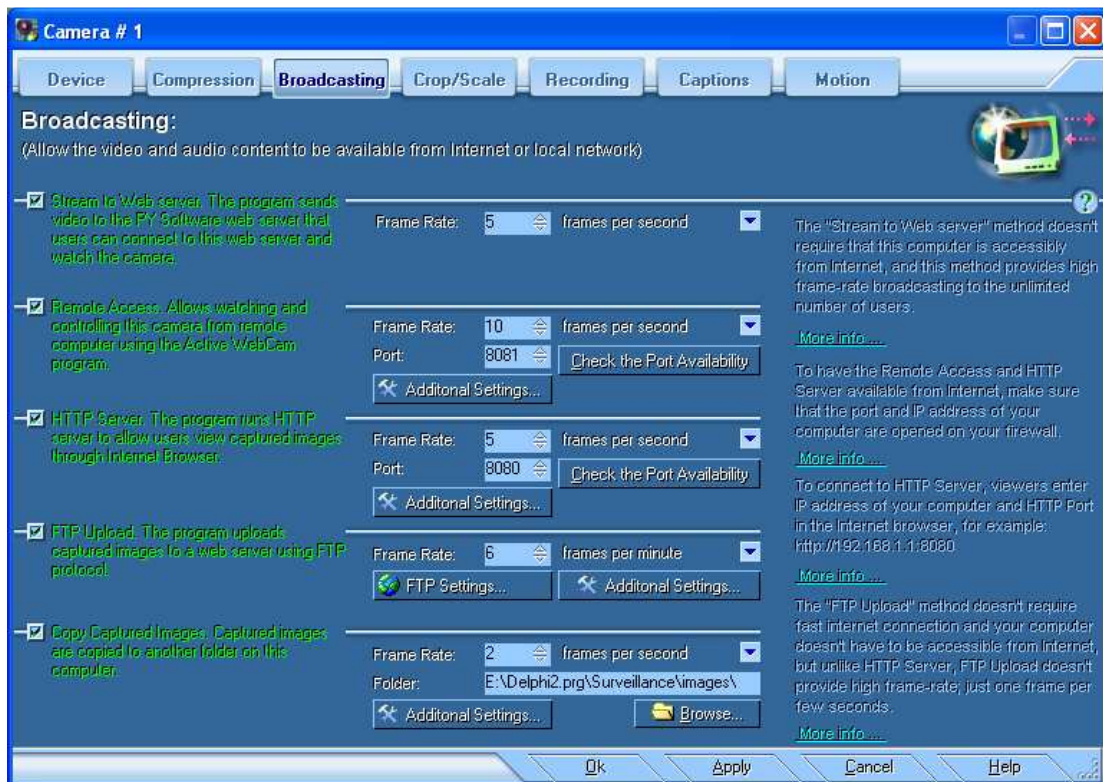 Camera # 1
Device
Compression
Broadcasting
Crop/Scale
Recording
Captions
Motion
Broadcasting:
(Allow the video and audio content to be available from Internet or local network)
Stream to Web server. The program sends
video to the PY Software web server that
users can connect to this web server and
watch the camera.
Frame Rate: 5 frames per second
Remote Access. Allows watching and
controlling this camera from remote
computer using the Active WebCam
program.
Frame Rate: 10 frames per second
Port: 8081 Check the Port Availability
Additonal Settings...
HTTP Server. The program runs HTTP
server to allow users view captured images
through Internet Browser.
Frame Rate: 5 frames per second
Port: 8080 Check the Port Availability
Additonal Settings...
FTP Upload. The program uploads
captured images to a web server using FTP
protocol.
Frame Rate: 6 frames per minute
FTP Settings... Additonal Settings...
Copy Captured Images. Captured images
are copied to another folder on this
computer.
Frame Rate: 2 frames per second
Folder: E:\Delphi2.prg\Surveillance\images\
Additonal Settings... Browse...
?
The "Stream to Web server" method doesn't
require that this computer is accessibly
from Internet, and this method provides high
frame-rate broadcasting to the unlimited
number of users.
More info ...
To have the Remote Access and HTTP
Server available from Internet, make sure
that the port and IP address of your
computer are opened on your firewall.
More info ...
To connect to HTTP Server, viewers enter
IP address of your computer and HTTP Port
in the Internet browser, for example:
http://192.168.1.1:8080
More info ...
The "FTP Upload" method doesn't require
fast internet connection and your computer
doesn't have to be accessible from Internet,
but unlike HTTP Server, FTP Upload doesn't
provide high frame-rate; just one frame per
few seconds.
More info ...
Ok
Apply
Cancel
Help